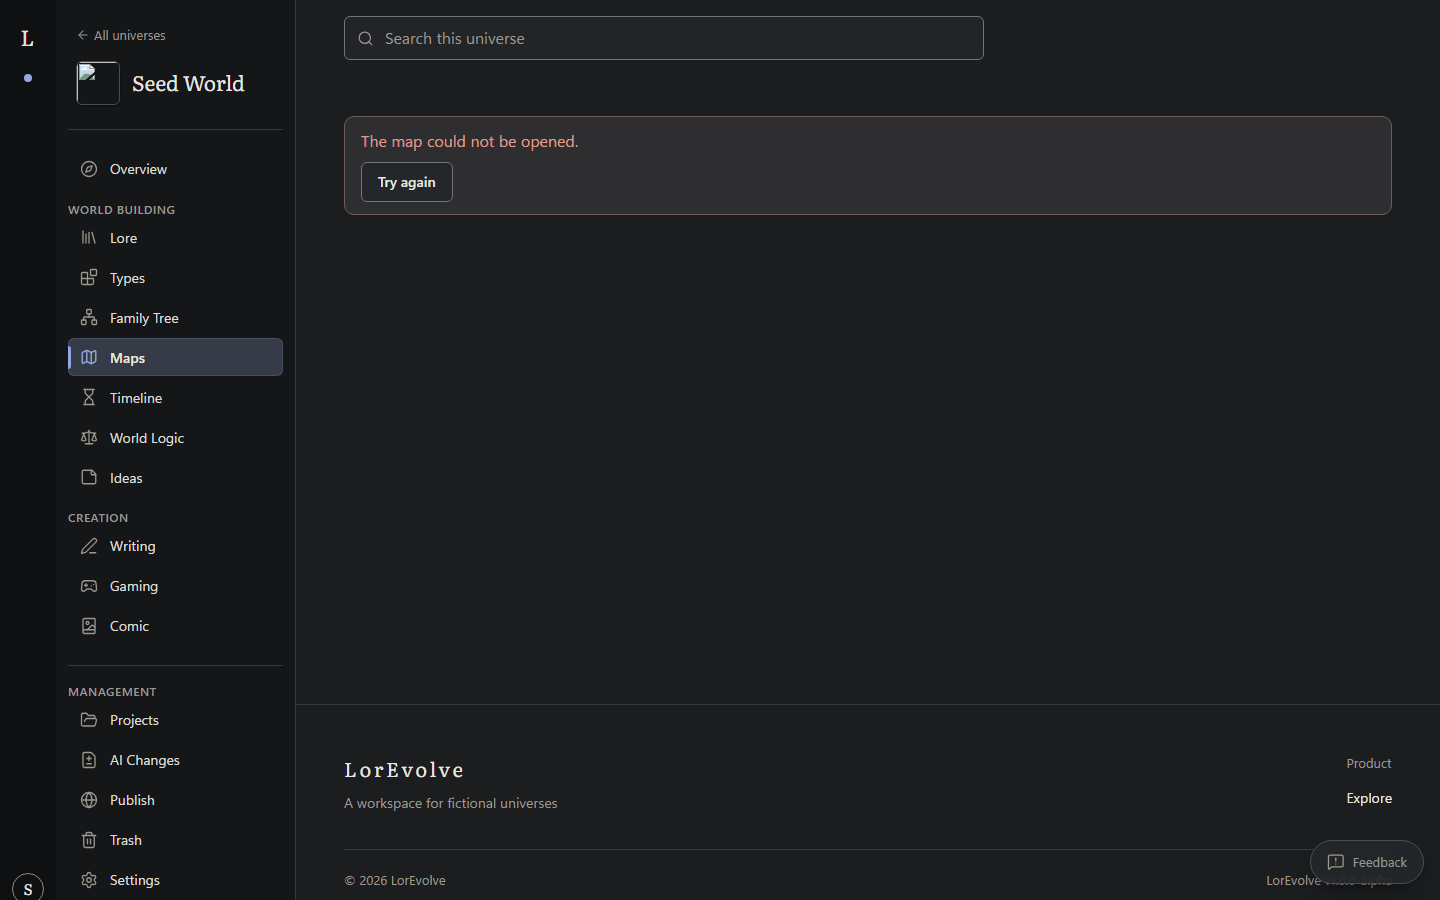 L
All universes
Seed World
Overview
WORLD BUILDING
Lore
Types
Family Tree
Maps
Timeline
World Logic
Ideas
CREATION
Writing
Gaming
Comic
MANAGEMENT
Projects
AI Changes
Publish
Trash
Settings
S
Search this universe
The map could not be opened.
Try again
LorEvolve
A workspace for fictional universes
Product
Explore
© 2026 LorEvolve
LorEvolve
Feedback